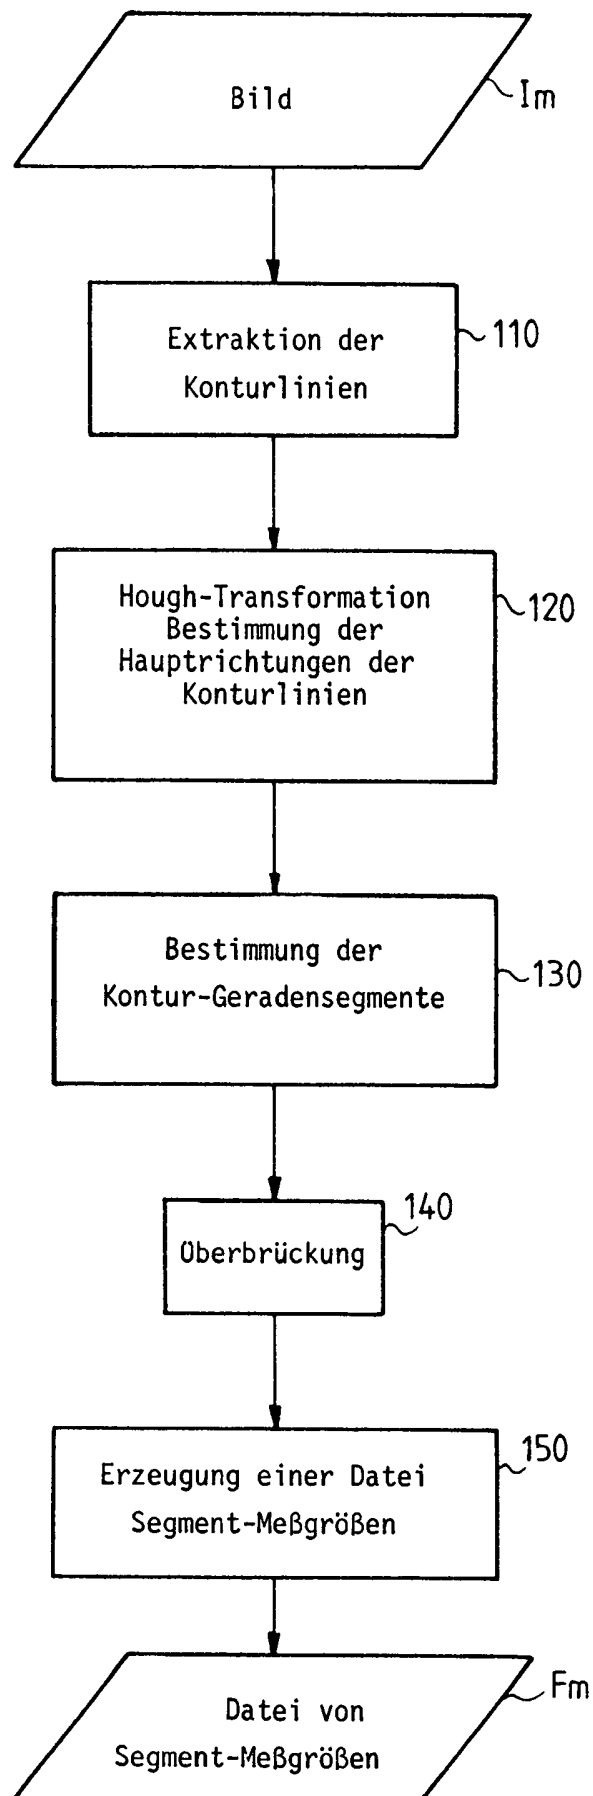 Bild
Im
Extraktion der
Konturlinien
110
Hough-Transformation
Bestimmung der
Hauptrichtungen der
Konturlinien
120
Bestimmung der
Kontur-Geradensegmente
130
Überbrückung
140
Erzeugung einer Datei
Segment-Meßgrößen
150
Datei von
Segment-Meßgrößen
Fm